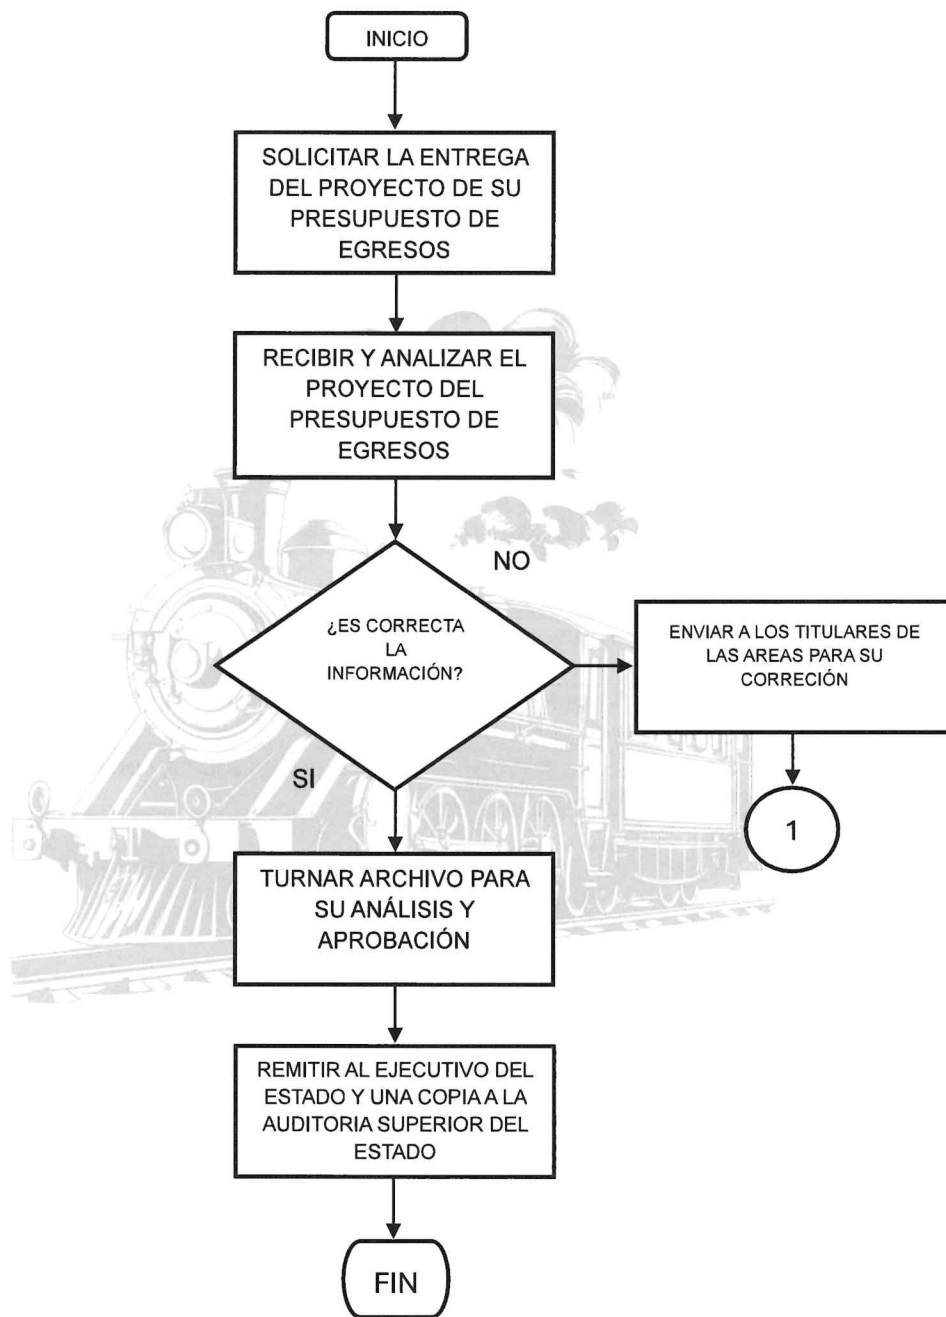 INICIO
SOLICITAR LA ENTREGA
DEL PROYECTO DE SU
PRESUPUESTO DE
EGRESOS
RECIBIR Y ANALIZAR EL
PROYECTO DEL
PRESUPUESTO DE
EGRESOS
NO
¿ES CORRECTA
LA
INFORMACIÓN?
ENVIAR A LOS TITULARES DE
LAS AREAS PARA SU
CORRECIÓN
SI
1
TURNAR ARCHIVO PARA
SU ANÁLISIS Y
APROBACIÓN
REMITIR AL EJECUTIVO DEL
ESTADO Y UNA COPIA A LA
AUDITORIA SUPERIOR DEL
ESTADO
FIN